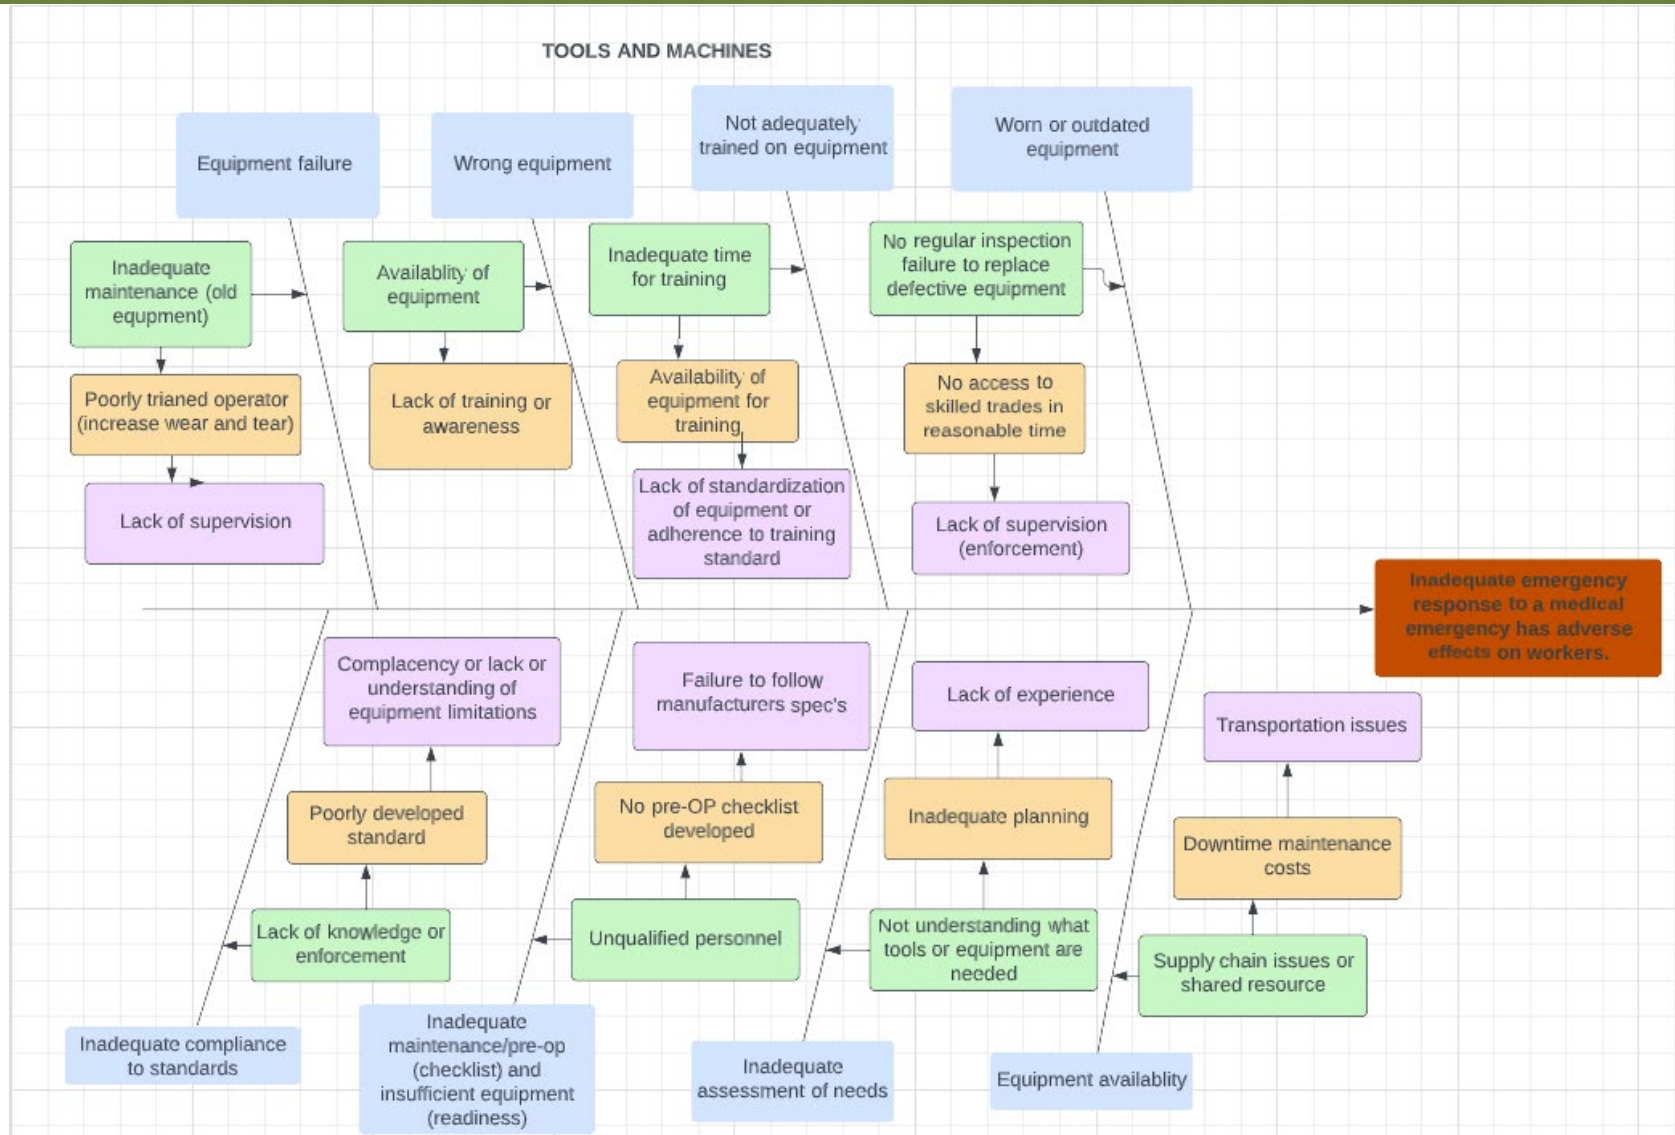 TOOLS AND MACHINES
Equipment failure
Wrong equipment
Not adequately
trained on equipment
Worn or outdated
equipment
Inadequate
maintenance (old
equpment)
Availablity of
equipment
Inadequate time
for training
No regular inspection
failure to replace
defective equipment
Poorly trianed operator
(increase wear and tear)
Lack of training or
awareness
Availability of
equipment for
training
No access to
skilled trades in
reasonable time
Lack of supervision
Lack of standardization
of equipment or
adherence to training
standard
Lack of supervision
(enforcement)
Inadequate emergency
response to a medical
emergency has adverse
effects on workers.
Complacency or lack or
understanding of
equipment limitations
Failure to follow
manufacturers spec's
Lack of experience
Transportation issues
Poorly developed
standard
No pre-OP checklist
developed
Inadequate planning
Downtime maintenance
costs
Lack of knowledge or
enforcement
Unqualified personnel
Not understanding what
tools or equipment are
needed
Supply chain issues or
shared resource
Inadequate compliance
to standards
Inadequate
maintenance/pre-op
(checklist) and
insufficient equipment
(readiness)
Inadequate
assessment of needs
Equipment availablity